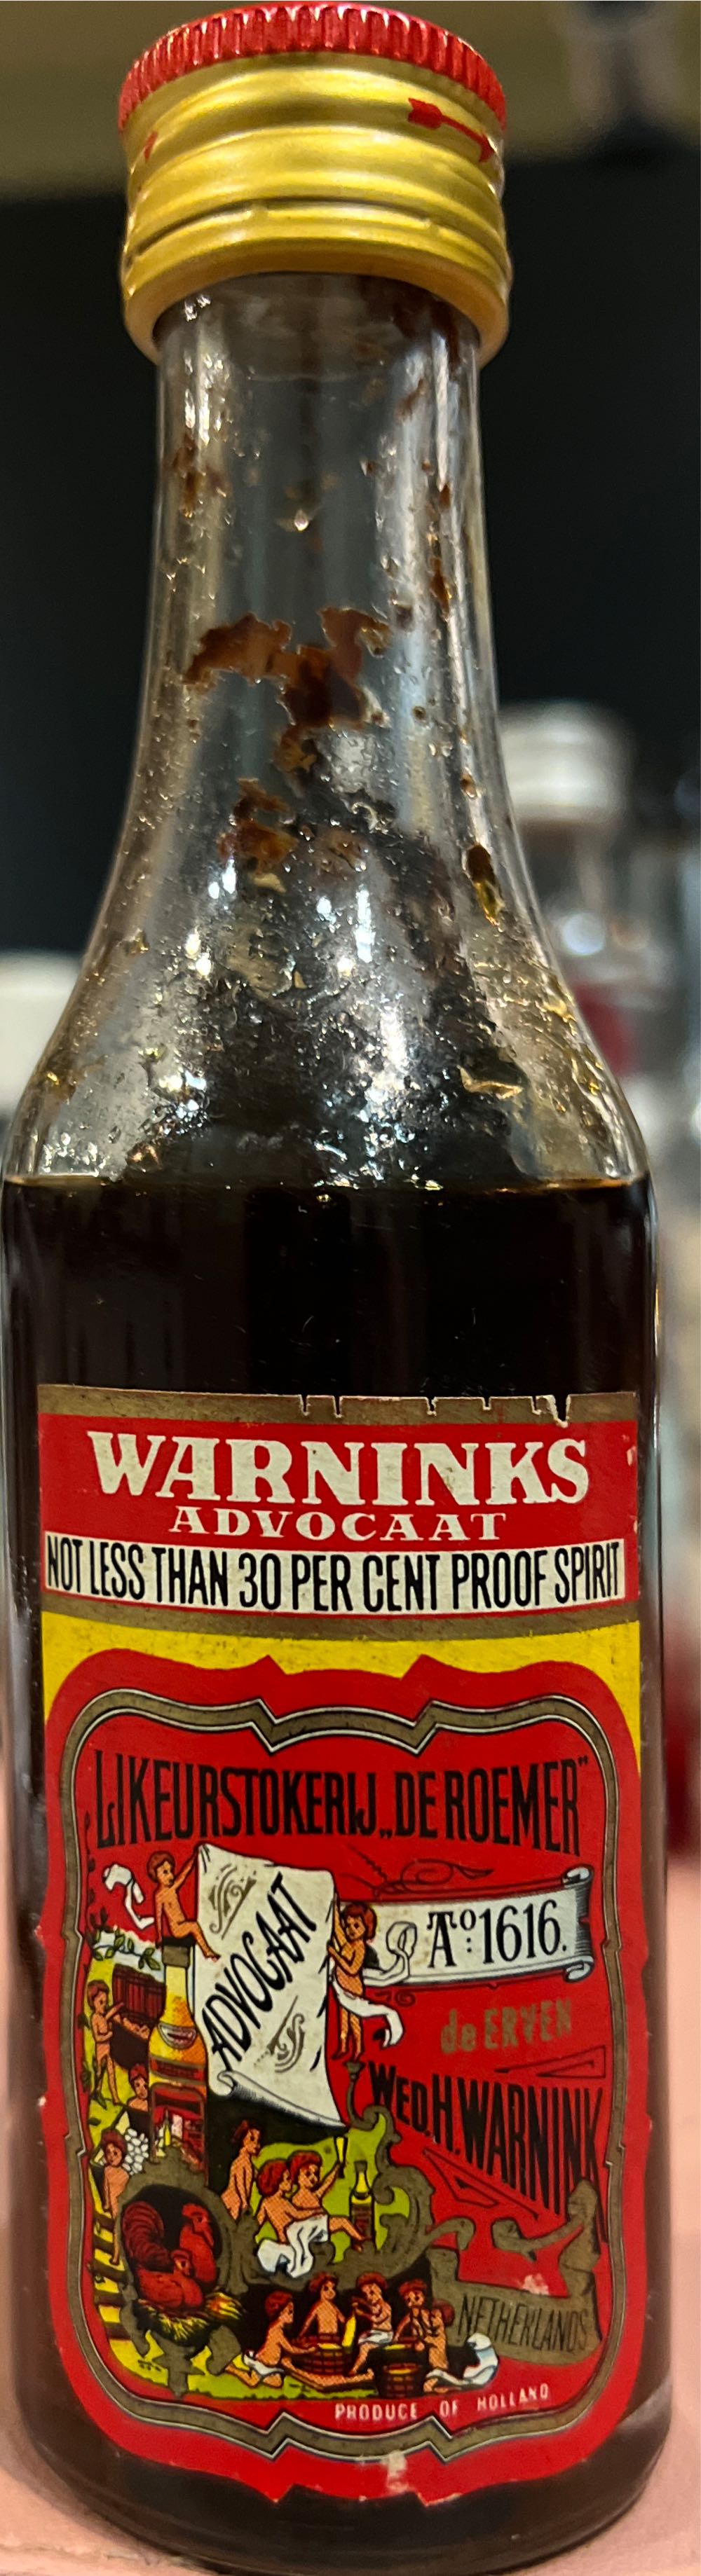 WARNINKS
ADVOCAAT
NOT LESS THAN 30 PER CENT PROOF SPIRIT
LIKEURSTOKERIJ „DE ROEMER"
ADVOCAAT
Aº: 1616.
de ERVEN
WED. H. WARNINK
NETHERLANDS
PRODUCE OF HOLLAND